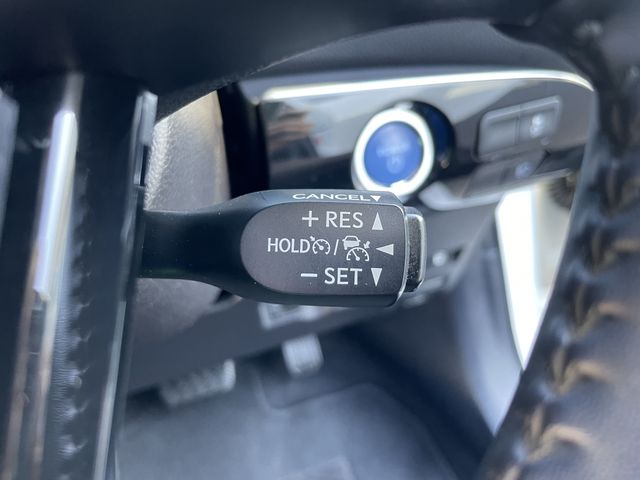 CANCEL▼
+ RES ▲
HOLD / ◄
− SET ▼